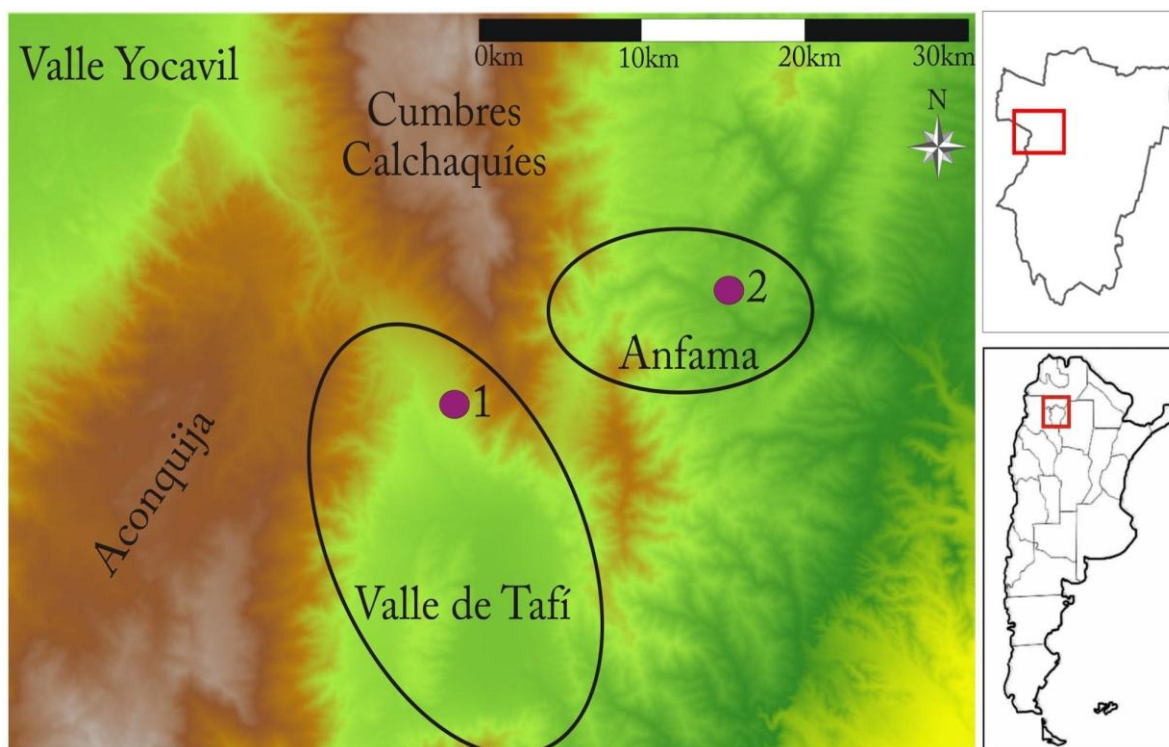 Valle Yocavil
0km 10km 20km 30km
Cumbres
Calchaquíes
N
2
Anfama
1
Aconquija
Valle de Tafí